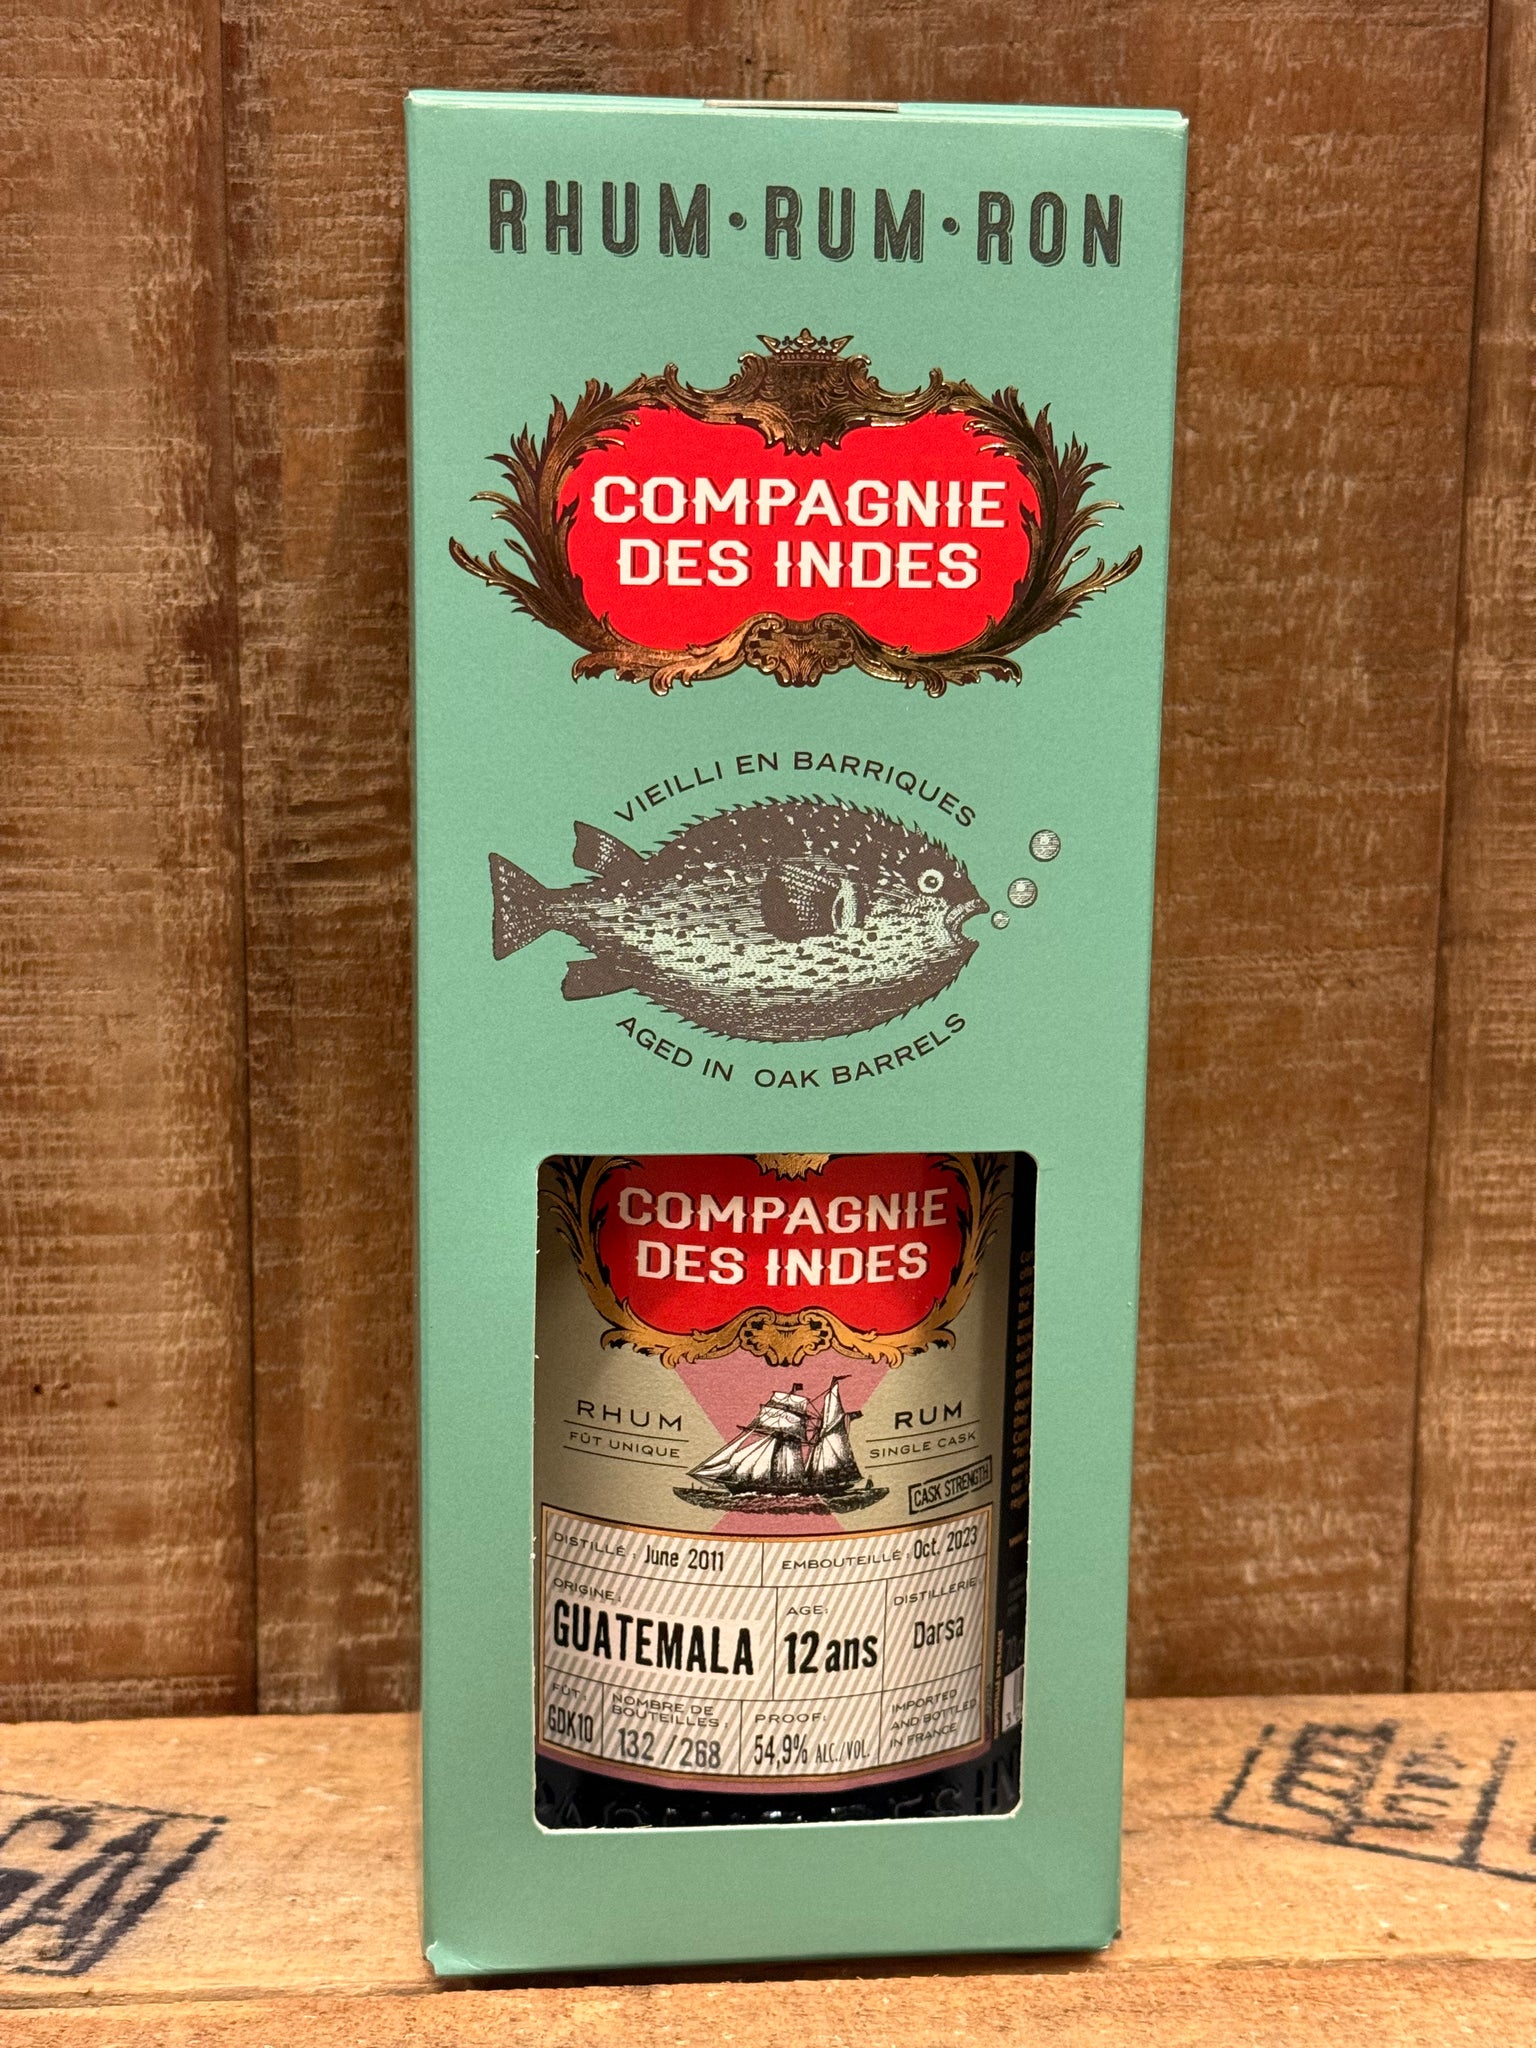 RHUM•RUM•RON
COMPAGNIE
DES INDES
VIEILLI EN BARRIQUES
AGED IN OAK BARRELS
COMPAGNIE
DES INDES
RHUM
FÛT UNIQUE
RUM
SINGLE CASK
CASK STRENGTH
DISTILLÉ : June 2011
EMBOUTEILLÉ : Oct. 2023
ORIGINE:
GUATEMALA
AGE:
12 ans
DISTILLERIE:
Darsa
FÛT:
GDK10
NOMBRE DE
BOUTEILLES:
132 / 268
PROOF:
54,9% ALC./VOL.
IMPORTED
AND BOTTLED
IN FRANCE